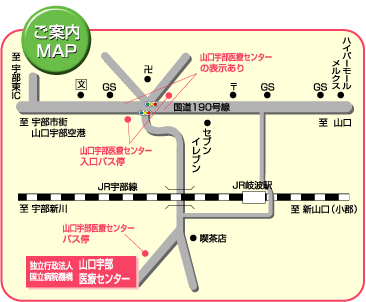 ご案内
MAP
至 宇部東IC
文
GS
卍
山口宇部医療センター
の表示あり
〒
GS
GS
ハイパーモール
メルクス
国道190号線
至 宇部市街
山口宇部空港
山口宇部医療センター
入口バス停
セブン
イレブン
至 山口
JR宇部線
JR岐波駅
至 宇部新川
至 新山口(小郡)
山口宇部医療センター
バス停
喫茶店
独立行政法人
国立病院機構
山口宇部
医療センター